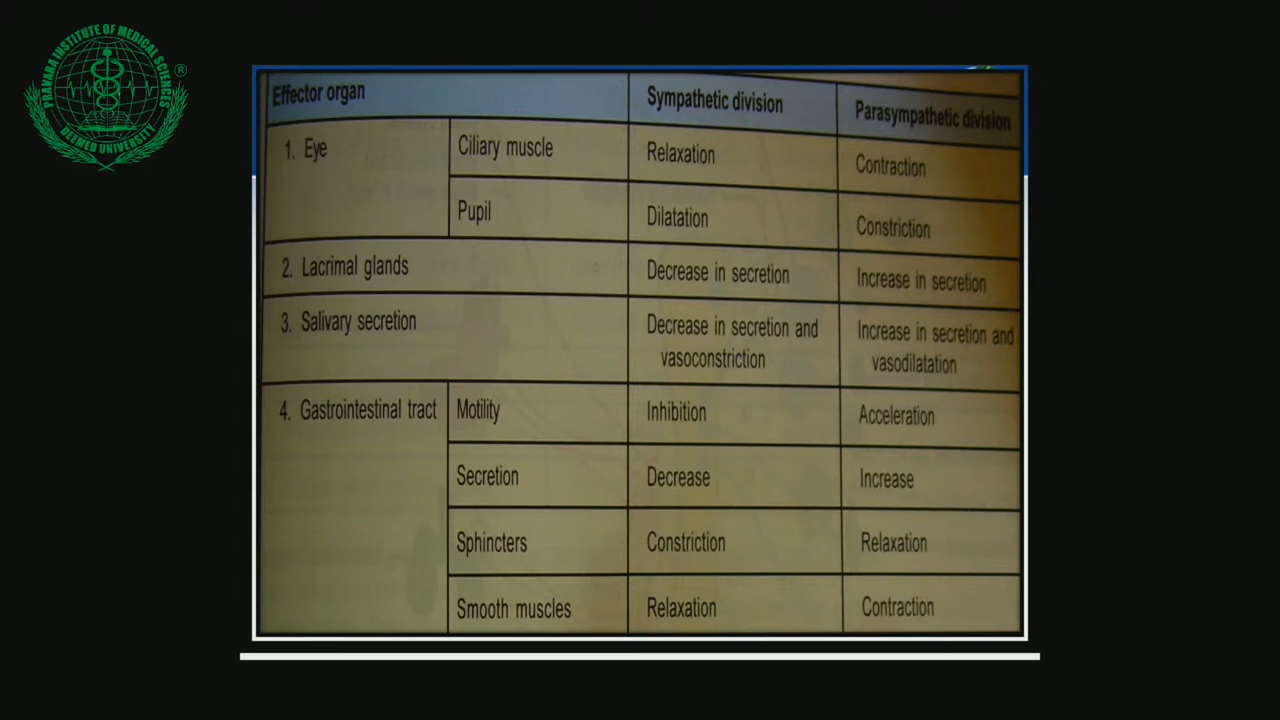 PRAVARA INSTITUTE OF MEDICAL SCIENCES
DEEMED UNIVERSITY
®
Effector organ Sympathetic division Parasympathetic division
1. Eye Ciliary muscle Relaxation Contraction
Pupil Dilatation Constriction
2. Lacrimal glands Decrease in secretion Increase in secretion
3. Salivary secretion Decrease in secretion and Increase in secretion and
vasoconstriction vasodilatation
4. Gastrointestinal tract Motility Inhibition Acceleration
Secretion Decrease Increase
Sphincters Constriction Relaxation
Smooth muscles Relaxation Contraction